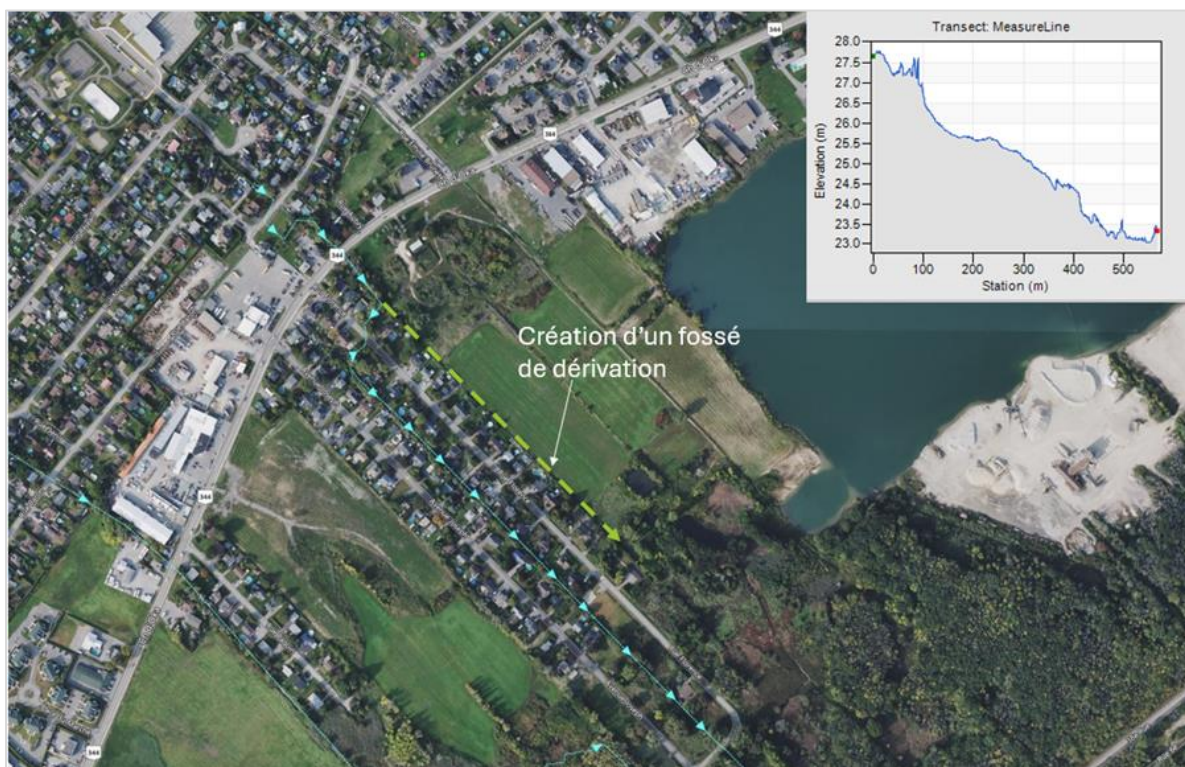 344
Transect: MeasureLine
28.0
27.5
27.0
26.5
26.0
25.5
25.0
24.5
24.0
23.5
23.0
Elevation (m)
0 100 200 300 400 500
Station (m)
344
344
Création d'un fossé
de dérivation
344
344